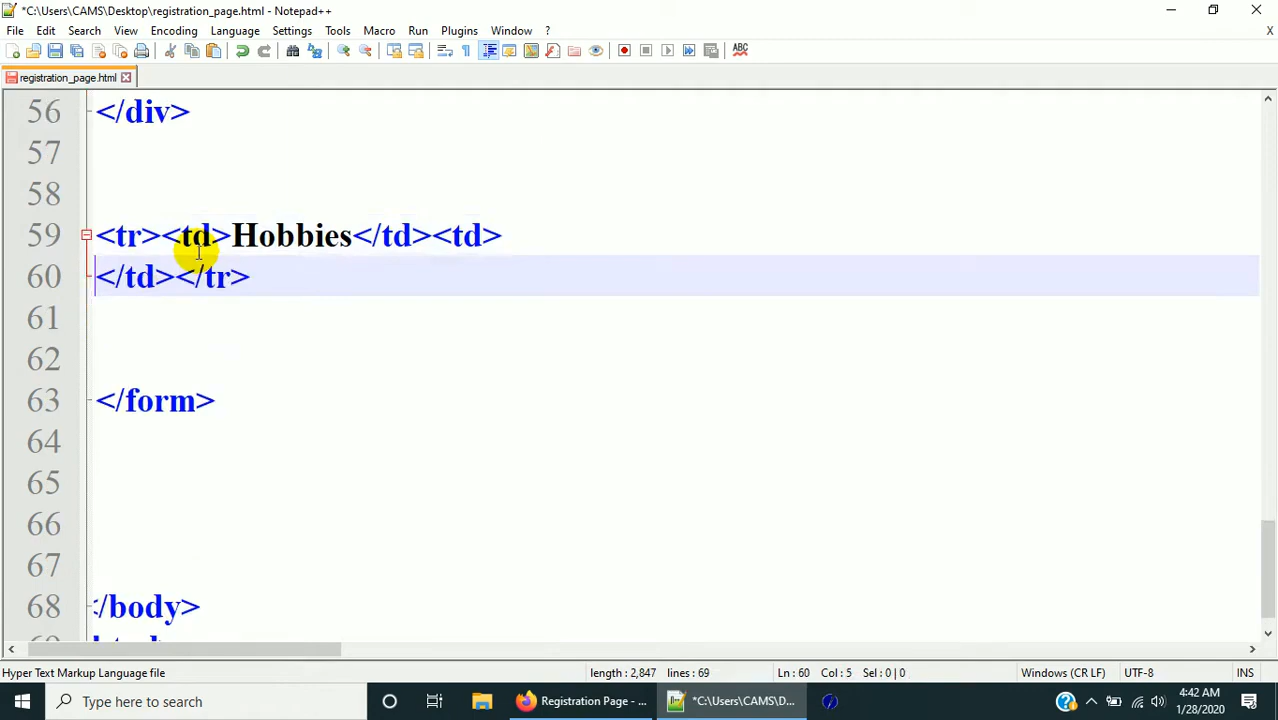 *C:\Users\CAMS\Desktop\registration_page.html - Notepad++
File Edit Search View Encoding Language Settings Tools Macro Run Plugins Window ? X
ABC
registration_page.html
56 </div>
57
58
59 <tr><td>Hobbies</td><td>
60 </td></tr>
61
62
63 </form>
64
65
66
67
68 /body>
Hyper Text Markup Language file length : 2,847 lines : 69 Ln : 60 Col : 5 Sel : 0 | 0 Windows (CR LF) UTF-8 INS
Type here to search Registration Page - ... *C:\Users\CAMS\D... 4:42 AM
1/28/2020